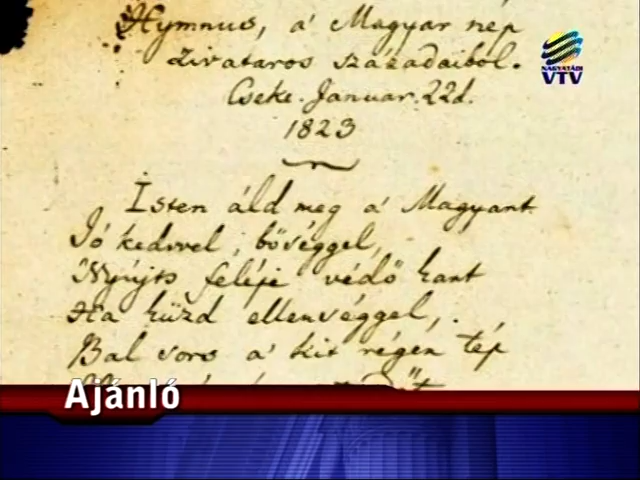 Hymnus, a' Magyar nép
zivataros századaiból.
Cseke. Januar. 22d.
1823
NAGYATÁDI
VTV
Isten áld meg a' Magyart
Jó kedvvel, bőséggel,
Nyújts feléje védő kart
Ha küzd ellenséggel,.
Bal sors a' kit régen tép
Ajánló